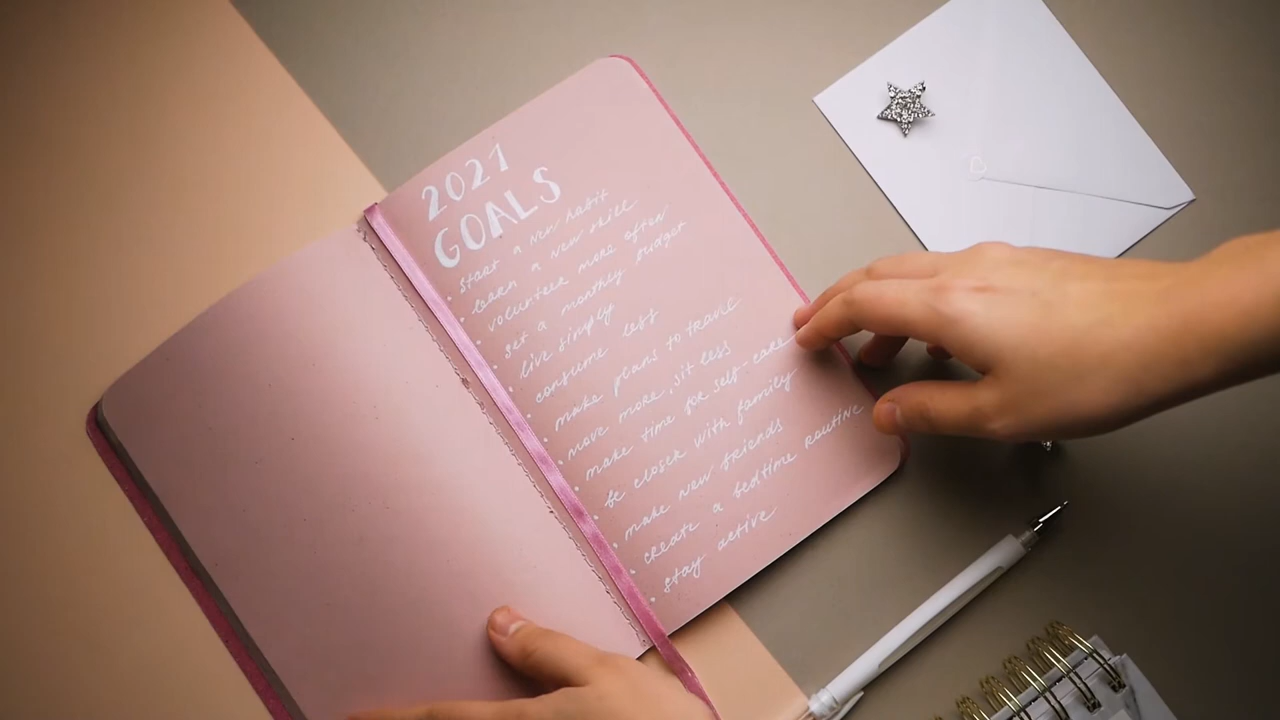 2021
GOALS
• start a new habit
• learn a new skill
• volunteer more often
• set a monthly budget
• live simply
• consume less
• make plans to travel
• move more, sit less
• make time for self-care
• be closer with family
• make new friends
• create a bedtime routine
• stay active